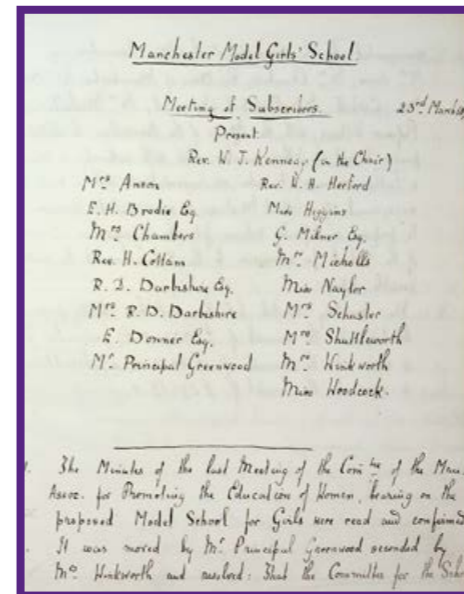 Manchester Model Girls' School
Meeting of Subscribers. 23rd March
Present
Rev. W. J. Kennedy (in the Chair)
Mrs Anson Rev. W. H. Herford
E. H. Brodie Esq Miss Higgins
Mrs Chambers G. Milner Esq.
Rev. H. Cottam Mrs Micholls
R. D. Darbishire Esq. Miss Naylor
Mrs R. D. Darbishire Mrs Schuster
E. Donner Esq. Mrs Shuttleworth
Mr Principal Greenwood Mrs Winkworth
Miss Woodcock.
1. The Minutes of the last Meeting of the Comtee of the Manc.
Assoc. for Promoting the Education of Women, bearing on the
proposed Model School for Girls were read and confirmed
It was moved by Mr Principal Greenwood seconded by
Mrs Winkworth and resolved: That the Committee for the